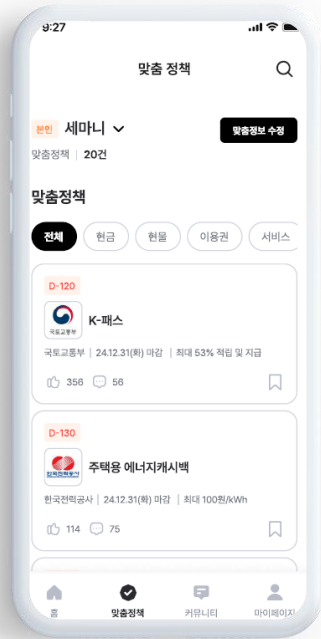 9:27
맞춤 정책
본인 세마니
맞춤정보 수정
맞춤정책 | 20건
맞춤정책
전체 현금 현물 이용권 서비스
D-120
국토교통부
K-패스
국토교통부 | 24.12.31(화) 마감 | 최대 53% 적립 및 지급
356 56
D-130
한국전력공사
주택용 에너지캐시백
한국전력공사 | 24.12.31(화) 마감 | 최대 100원/kWh
114 75
홈 맞춤정책 커뮤니티 마이페이지